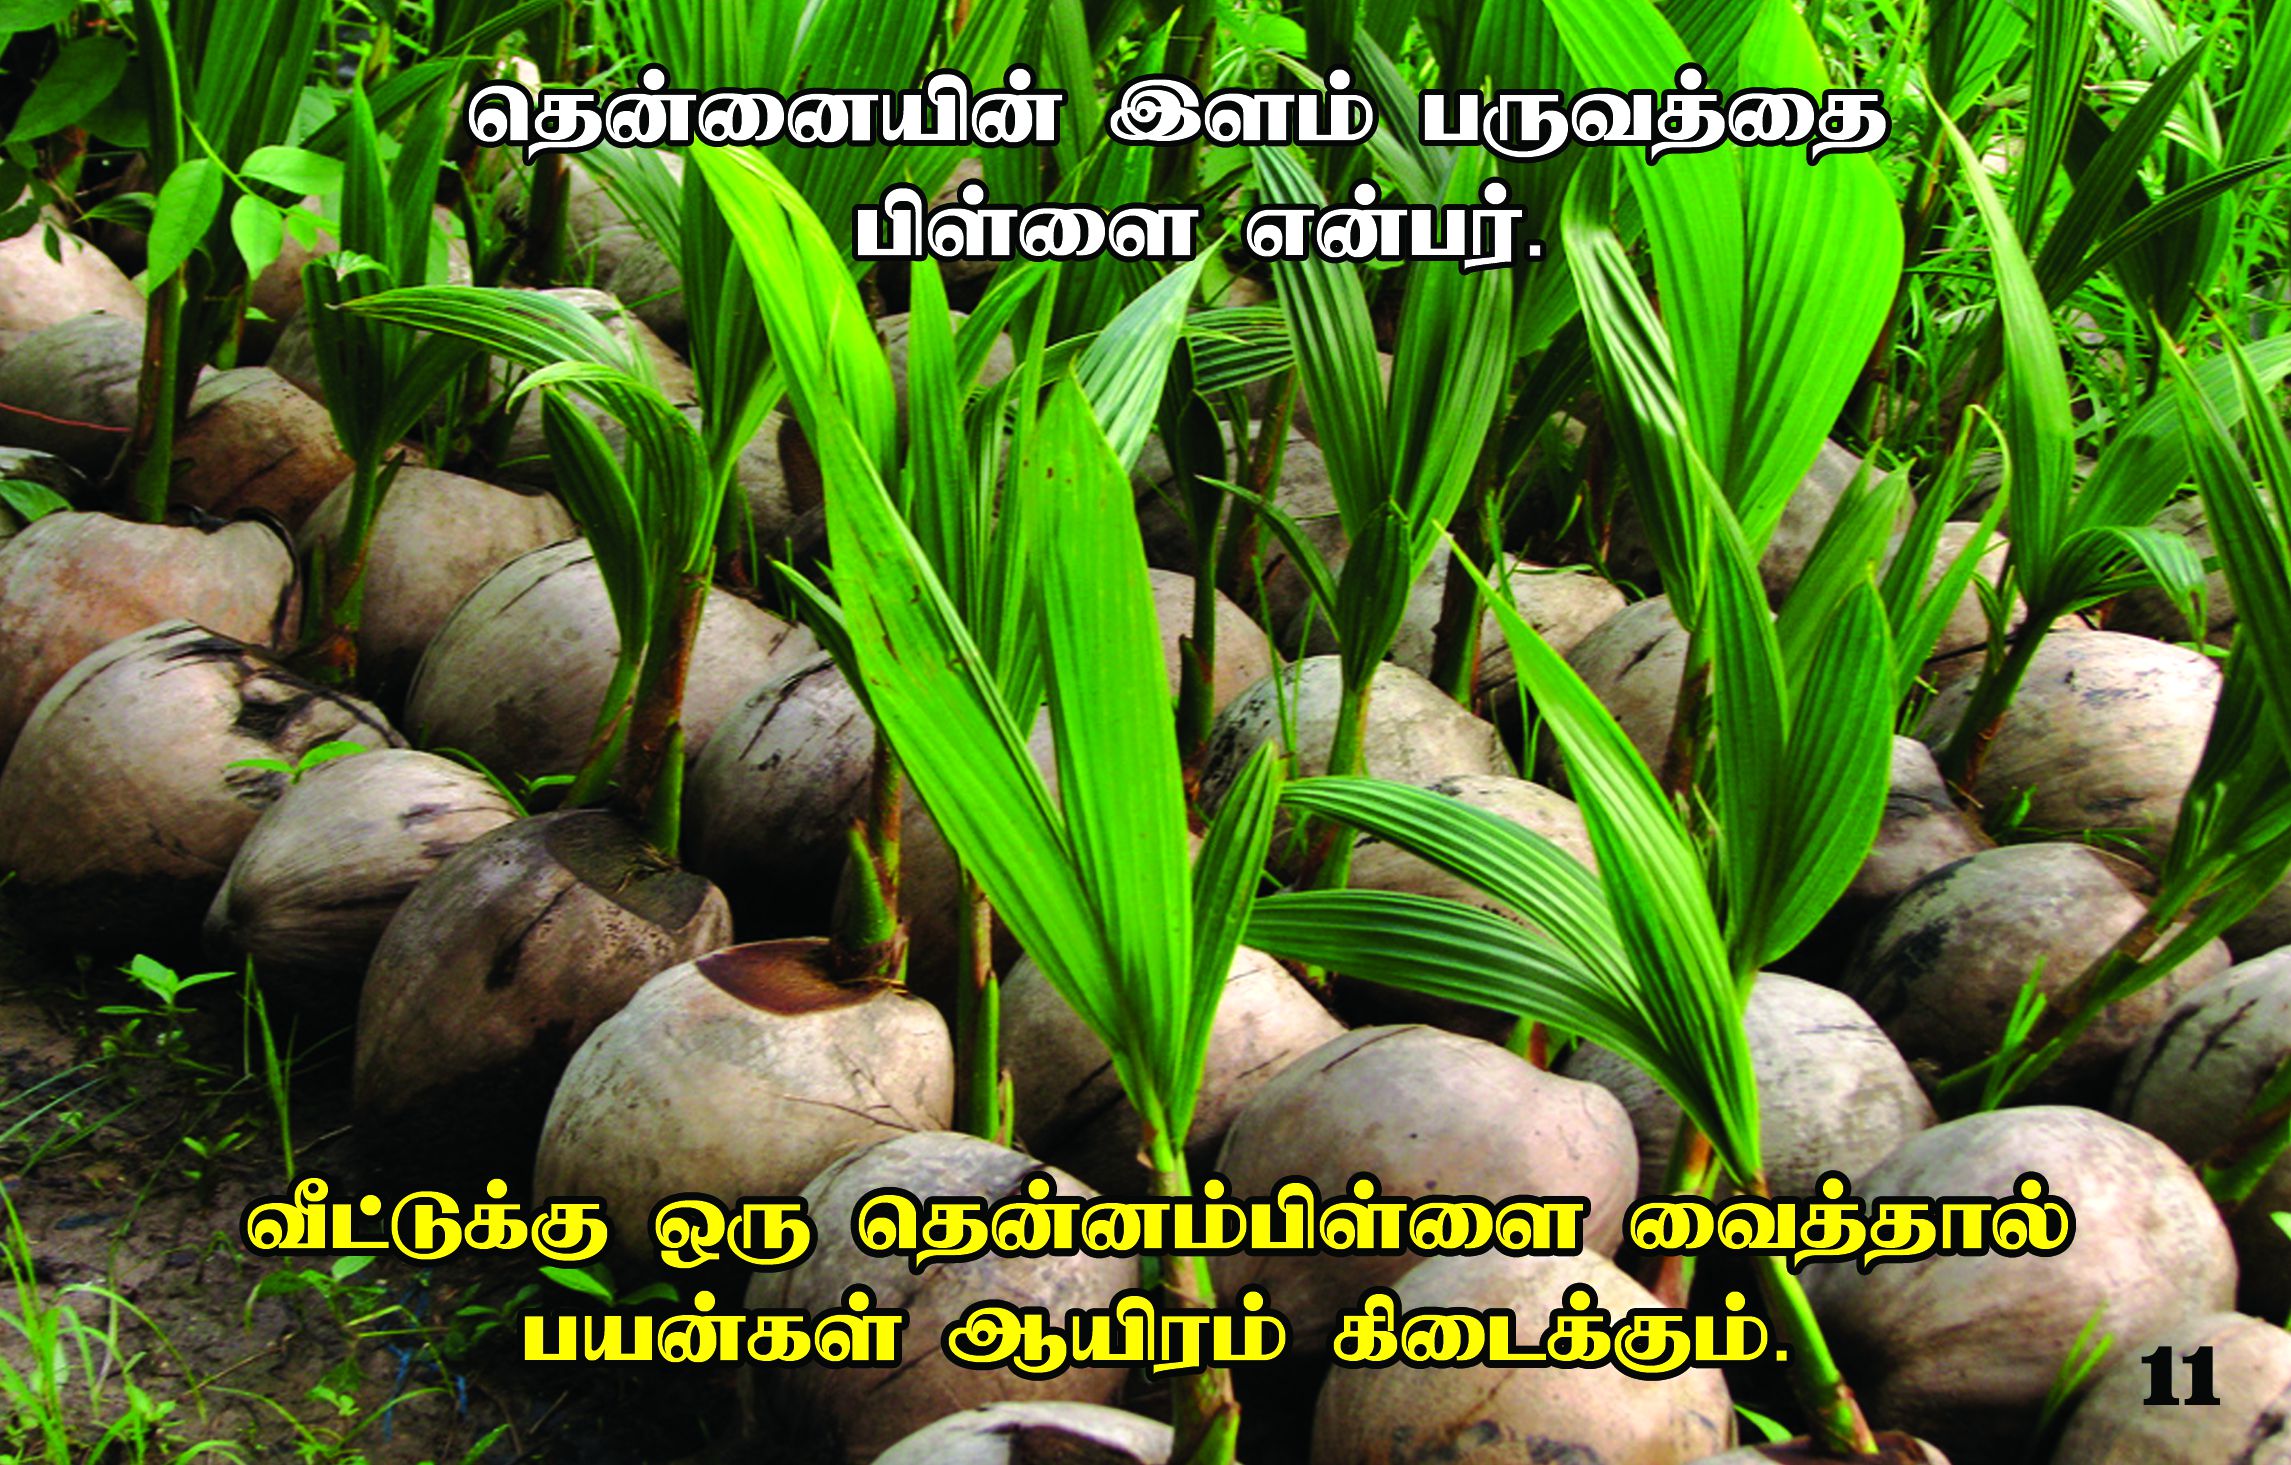 தென்னையின் இளம் பருவத்தை
பிள்ளை என்பர்.
வீட்டுக்கு ஒரு தென்னம்பிள்ளை வைத்தால்
பயன்கள் ஆயிரம் கிடைக்கும்.
11